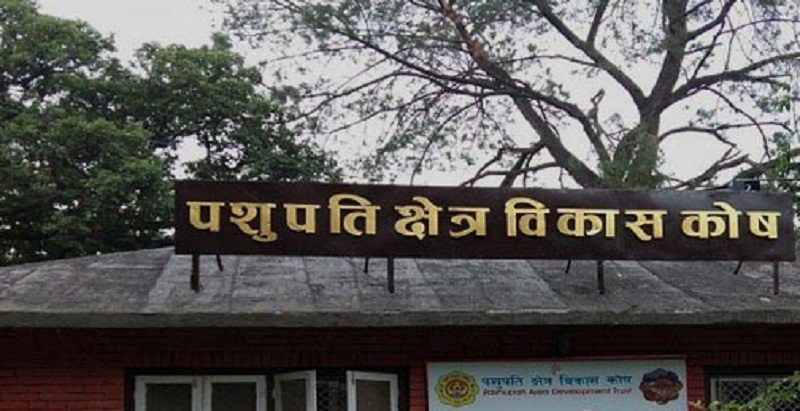 पशुपति क्षेत्र विकास कोष
पशुपति क्षेत्र विकास कोष
Pashupati Area Development Trust